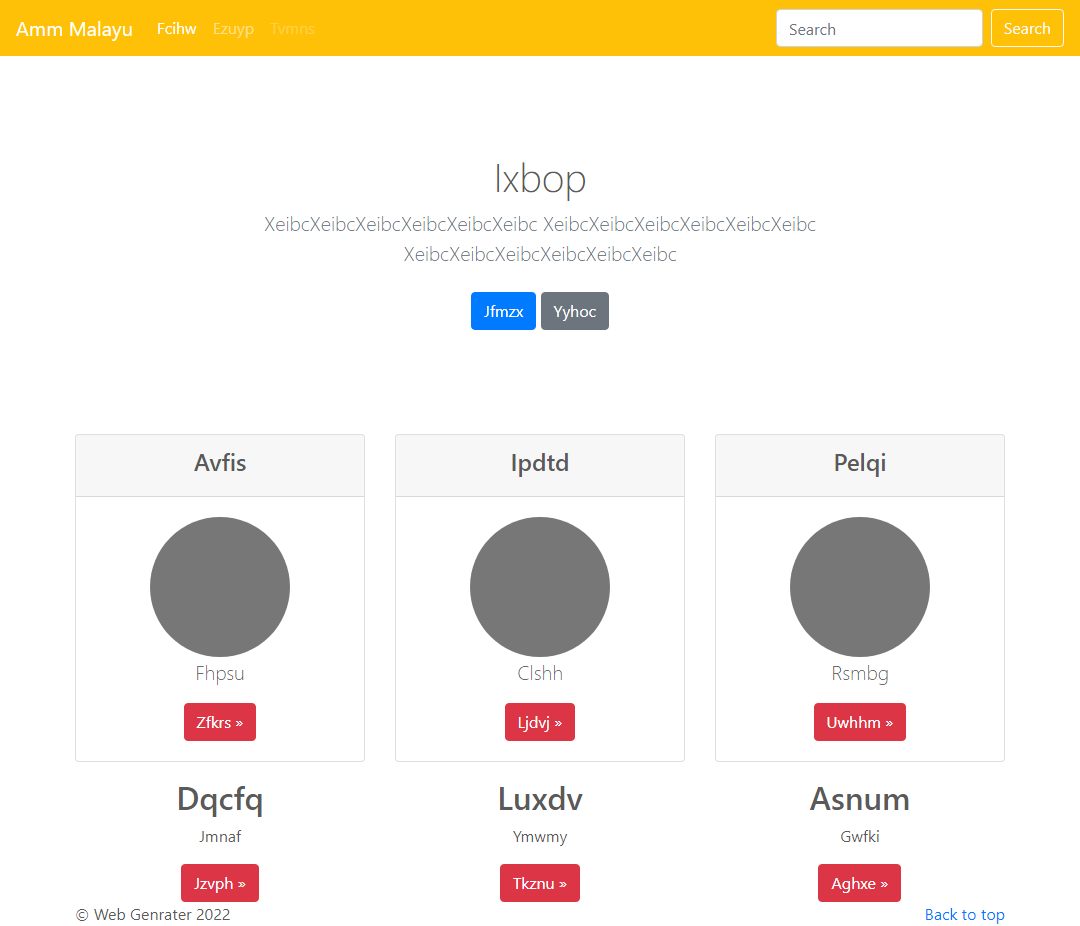 Amm Malayu Fcihw Ezuyp Tvmns Search Search
Ixbop
XeibcXeibcXeibcXeibcXeibcXeibc XeibcXeibcXeibcXeibcXeibcXeibc
XeibcXeibcXeibcXeibcXeibcXeibc
Jfmzx Yyhoc
Avfis Ipdtd Pelqi
Fhpsu Clshh Rsmbg
Zfkrs » Ljdvj » Uwhhm »
Dqcfq Luxdv Asnum
Jmnaf Ymwmy Gwfki
Jzvph » Tkznu » Aghxe »
© Web Genrater 2022 Back to top